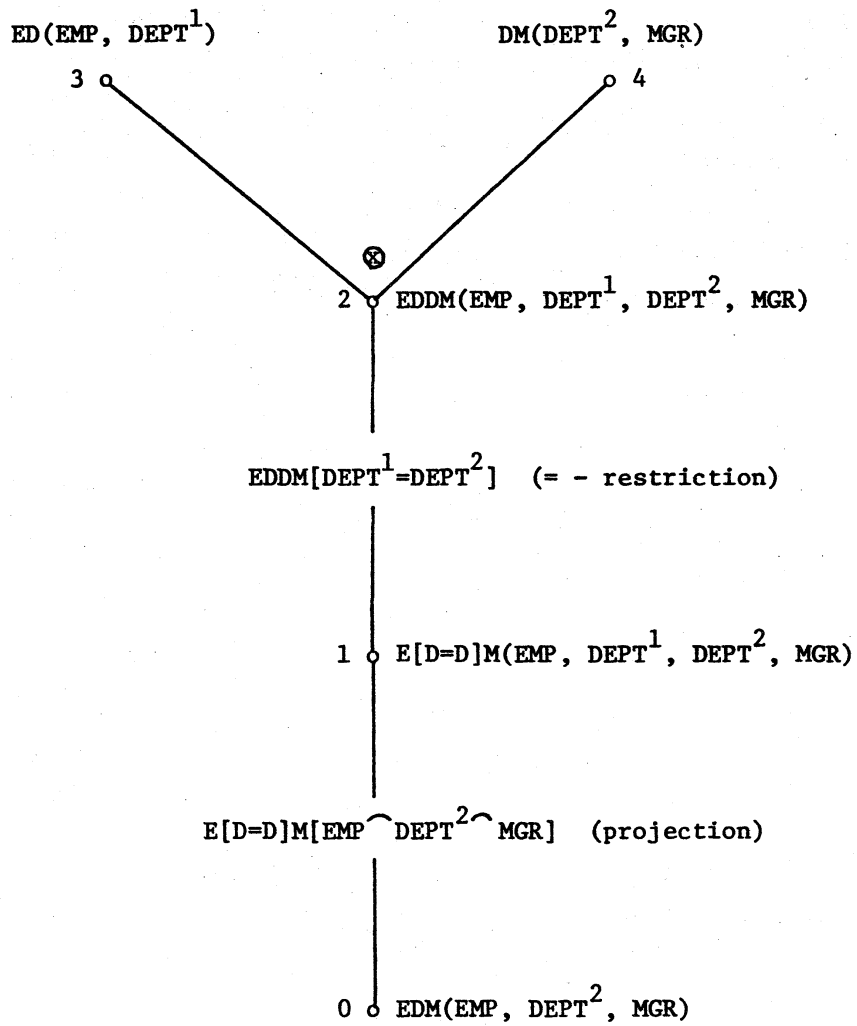 ED(EMP, DEPT¹) DM(DEPT², MGR)
3 4
ⓧ
2 EDDM(EMP, DEPT¹, DEPT², MGR)
EDDM[DEPT¹=DEPT²] (= - restriction)
1 E[D=D]M(EMP, DEPT¹, DEPT², MGR)
E[D=D]M[EMP⌒DEPT²⌒MGR] (projection)
0 EDM(EMP, DEPT², MGR)